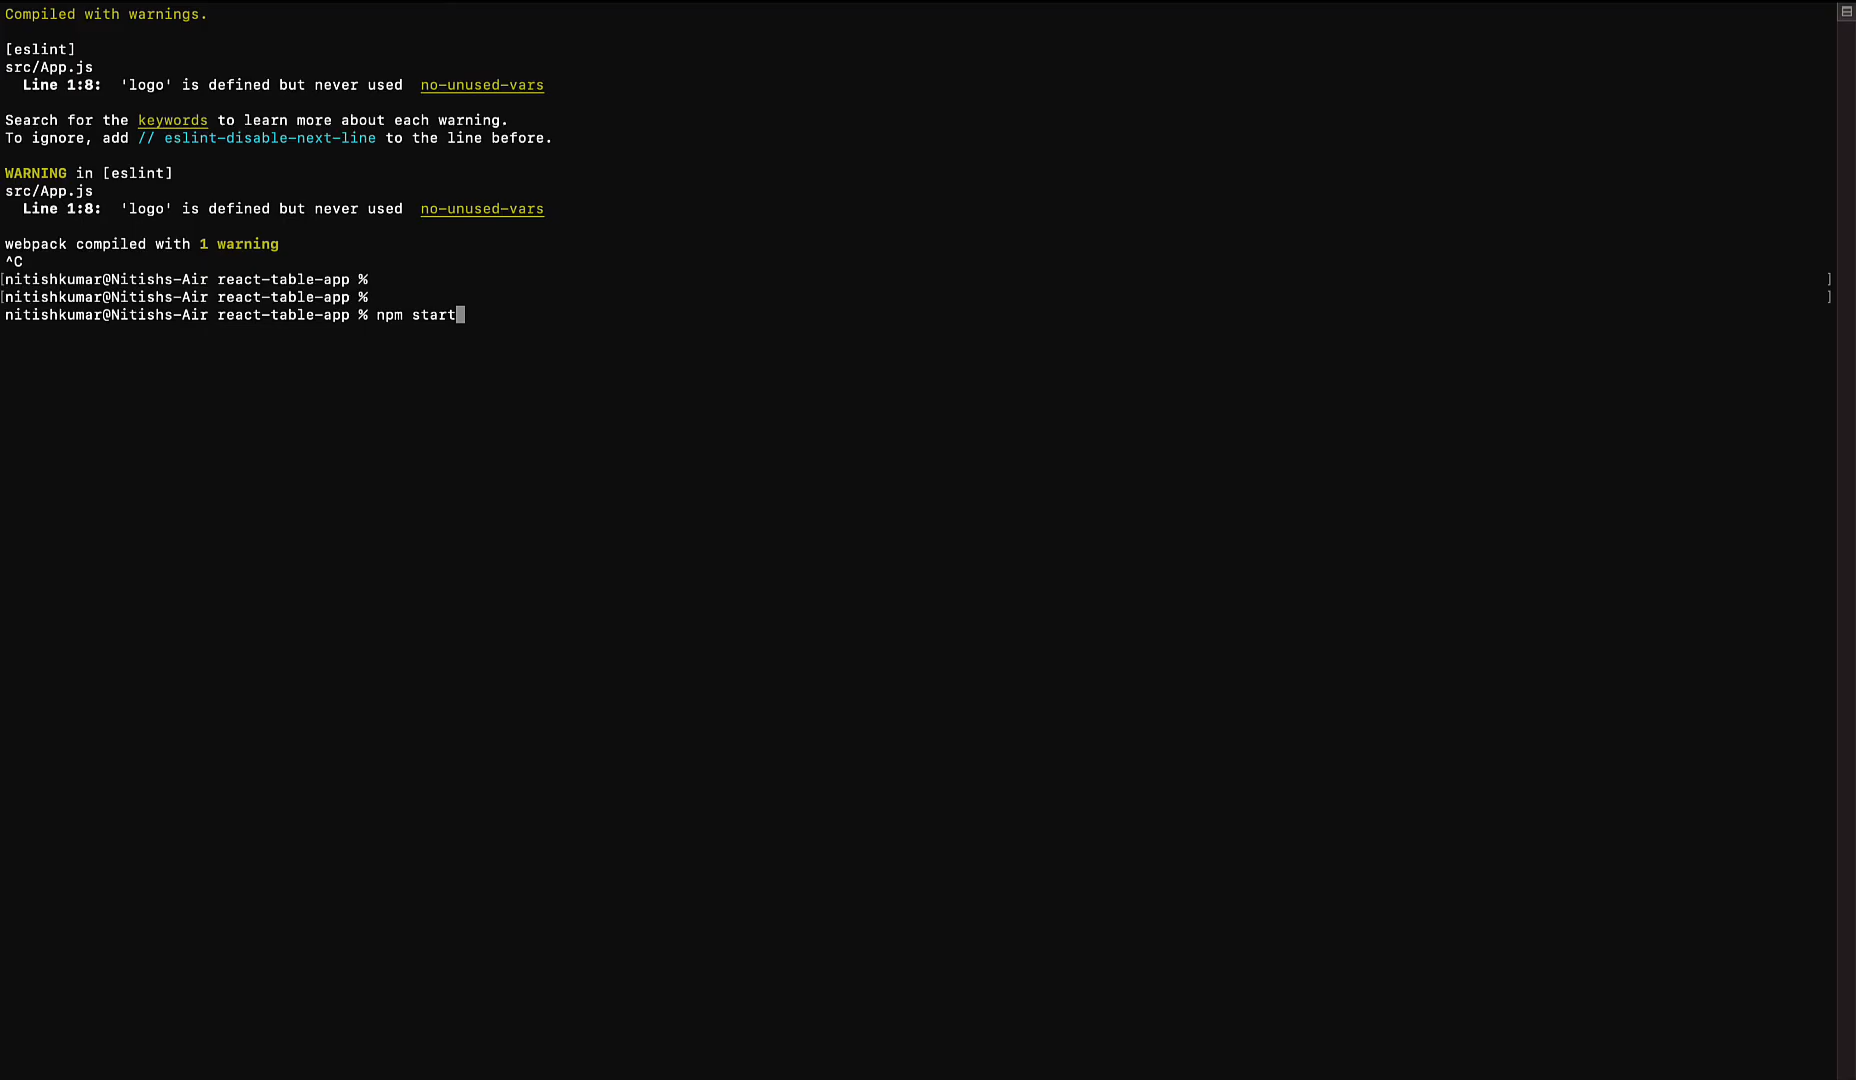 Compiled with warnings.
[eslint]
src/App.js
Line 1:8: 'logo' is defined but never used no-unused-vars
Search for the keywords to learn more about each warning.
To ignore, add // eslint-disable-next-line to the line before.
WARNING in [eslint]
src/App.js
Line 1:8: 'logo' is defined but never used no-unused-vars
webpack compiled with 1 warning
^C
[nitishkumar@Nitishs-Air react-table-app % ]
[nitishkumar@Nitishs-Air react-table-app % ]
nitishkumar@Nitishs-Air react-table-app % npm start